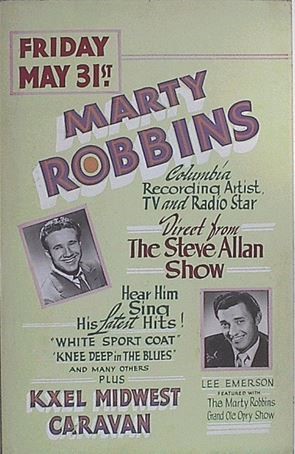 FRIDAY
MAY 31ST.
MARTY
ROBBINS
Columbia
Recording Artist,
TV and Radio Star
Direct from
The Steve Allan
Show
Hear Him
Sing
His Latest Hits!
"WHITE SPORT COAT"
"KNEE DEEP IN THE BLUES"
AND MANY OTHERS
PLUS
KXEL MIDWEST
CARAVAN
LEE EMERSON
FEATURED WITH
The Marty Robbins
Grand Ole Opry Show